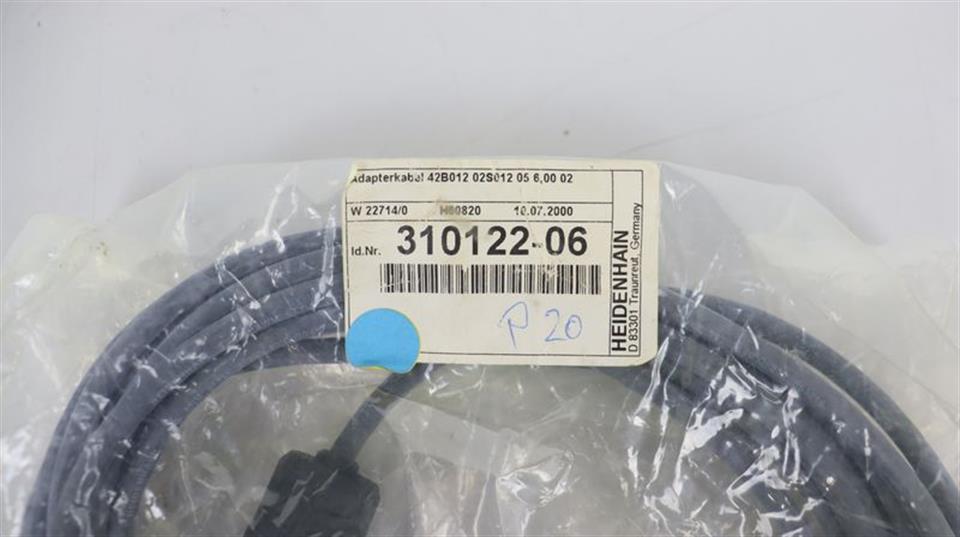 Adapterkabel 42B012 02S012 05 6,00 02
W 22714/0 H60820 10.07.2000
Id.Nr. 310122-06
P 20
HEIDENHAIN
D 83301 Traunreut, Germany